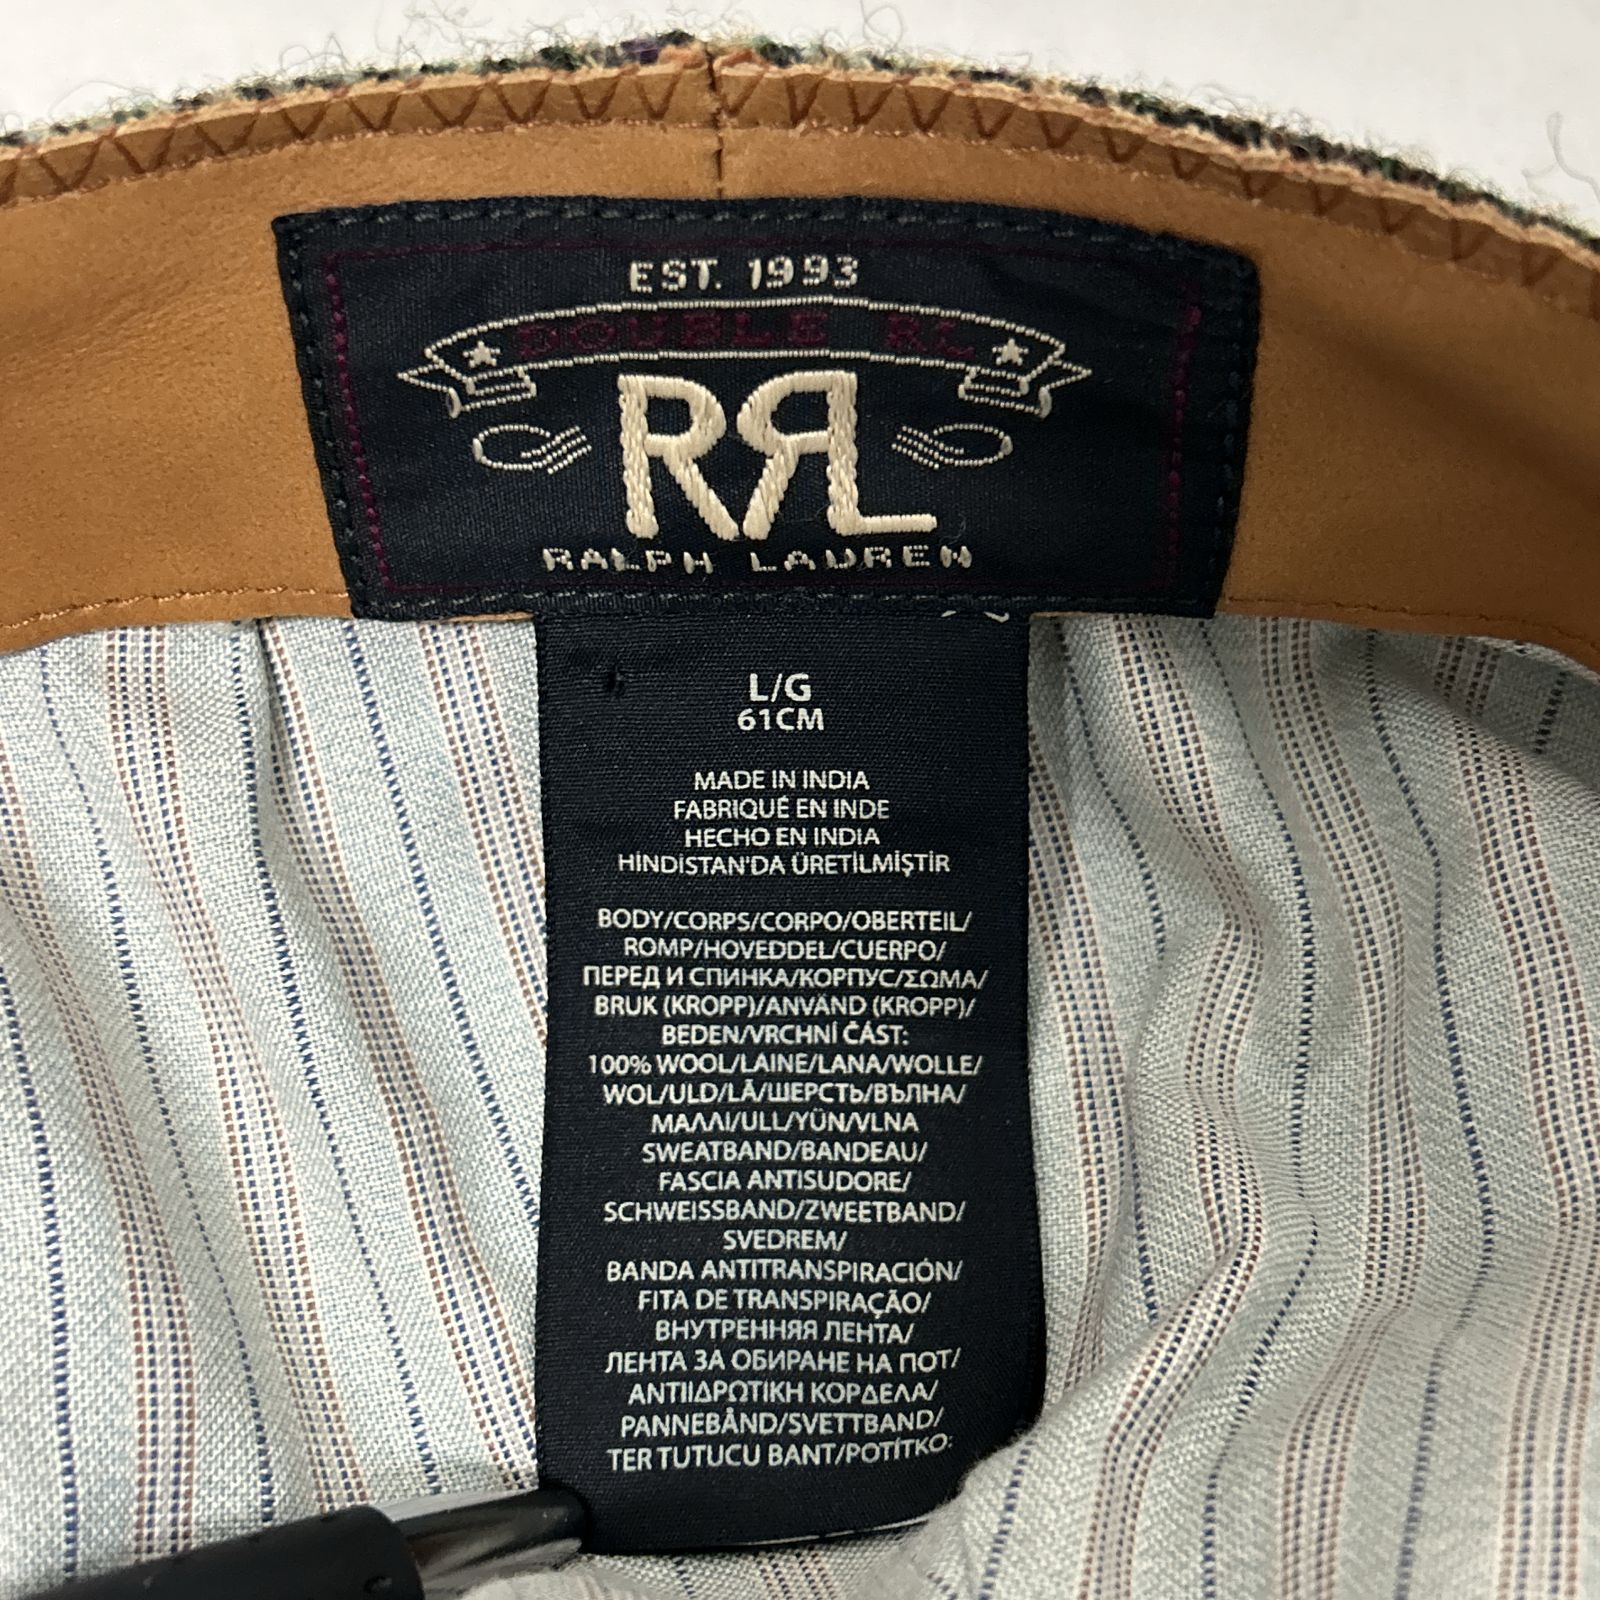 EST. 1993
DOUBLE RL
RRL
RALPH LAUREN
L/G
61CM
MADE IN INDIA
FABRIQUÉ EN INDE
HECHO EN INDIA
HİNDİSTAN'DA ÜRETİLMİŞTİR
BODY/CORPS/CORPO/OBERTEIL/
ROMP/HOVEDDEL/CUERPO/
ПЕРЕД И СПИНКА/КОРПУС/ΣΩΜΑ/
BRUK (KROPP)/ANVÄND (KROPP)/
BEDEN/VRCHNÍ ČÁST:
100% WOOL/LAINE/LANA/WOLLE/
WOL/ULD/LÃ/ШЕРСТЬ/ВЪЛНА/
ΜΑΛΛΙ/ULL/YÜN/VLNA
SWEATBAND/BANDEAU/
FASCIA ANTISUDORE/
SCHWEISSBAND/ZWEETBAND/
SVEDREM/
BANDA ANTITRANSPIRACIÓN/
FITA DE TRANSPIRAÇÃO/
ВНУТРЕННЯЯ ЛЕНТА/
ЛЕНТА ЗА ОБИРАНЕ НА ПОТ/
ΑΝΤΙΙΔΡΩΤΙΚΗ ΚΟΡΔΕΛΑ/
PANNEBÅND/SVETTBAND/
TER TUTUCU BANT/POTÍTKO: